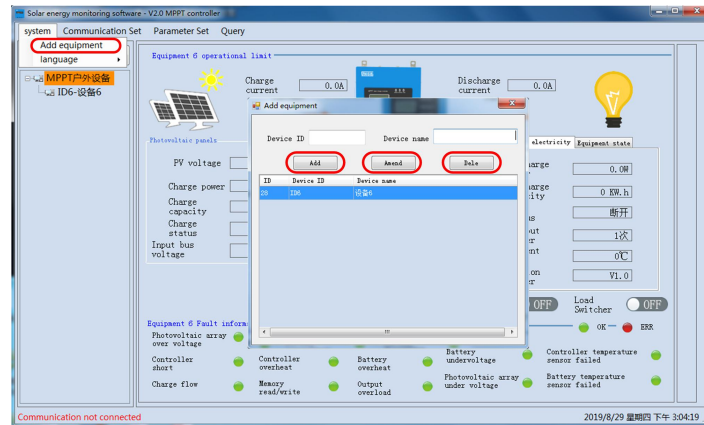 Solar energy monitoring software - V2.0 MPPT controller
system Communication Set Parameter Set Query
Add equipment
language
MPPT户外设备
ID6-设备6
Equipment 6 operational limit
Charge current 0.0A
Discharge current 0.0A
Add equipment
Device ID Device name
Add Amend Dele
ID Device ID Device name
28 ID6 设备6
Photovoltaic panels
electricity Equipment state
PV voltage
0.0W
Charge power
0 KW.h
Charge capacity
断开
Charge status
1次
Input bus voltage
0℃
V1.0
OFF
Load Switcher OFF
Equipment 6 Fault
OK ERR
Photovoltaic array over voltage
Controller short
Controller overheat
Battery overheat
Battery undervoltage
Controller temperature sensor failed
Charge flow
Memory read/write
Output overload
Photovoltaic array under voltage
Battery temperature sensor failed
Communication not connected
2019/8/29 星期四 下午 3:04:19